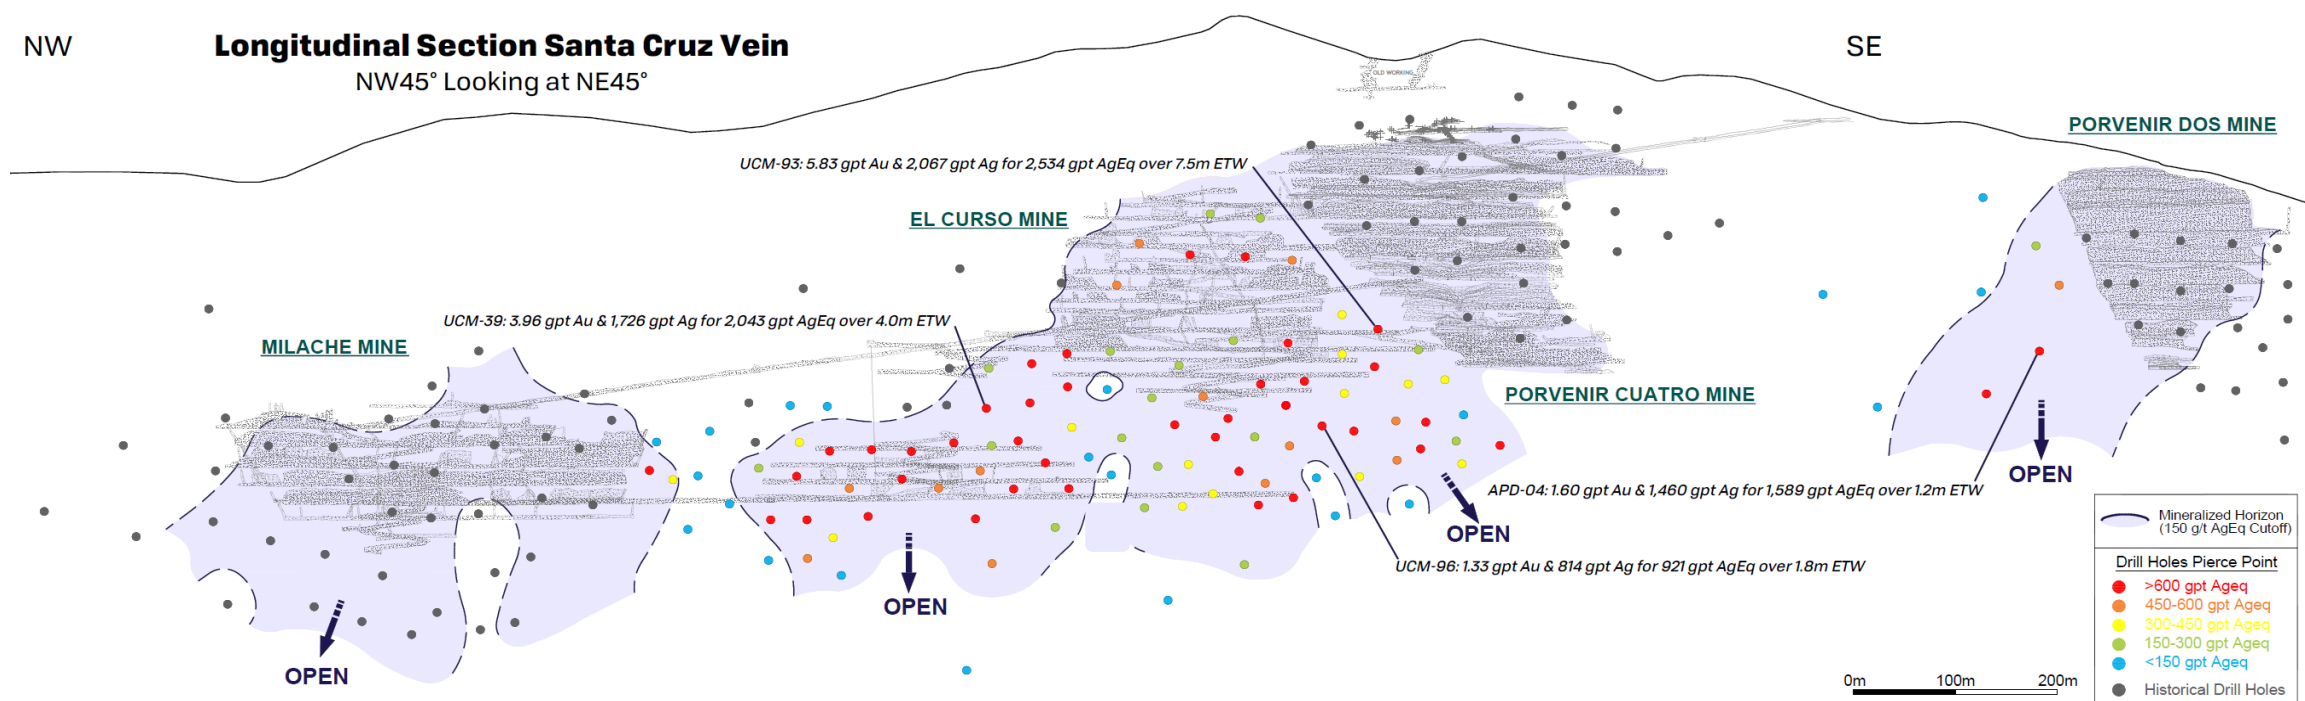 NW
Longitudinal Section Santa Cruz Vein
NW45° Looking at NE45°
SE
OLD WORKING
PORVENIR DOS MINE
UCM-93: 5.83 gpt Au & 2,067 gpt Ag for 2,534 gpt AgEq over 7.5m ETW
EL CURSO MINE
UCM-39: 3.96 gpt Au & 1,726 gpt Ag for 2,043 gpt AgEq over 4.0m ETW
MILACHE MINE
PORVENIR CUATRO MINE
OPEN
APD-04: 1.60 gpt Au & 1,460 gpt Ag for 1,589 gpt AgEq over 1.2m ETW
OPEN
UCM-96: 1.33 gpt Au & 814 gpt Ag for 921 gpt AgEq over 1.8m ETW
OPEN
OPEN
Mineralized Horizon
(150 g/t AgEq Cutoff)
Drill Holes Pierce Point
>600 gpt Ageq
450-600 gpt Ageq
300-450 gpt Ageq
150-300 gpt Ageq
<150 gpt Ageq
Historical Drill Holes
0m 100m 200m